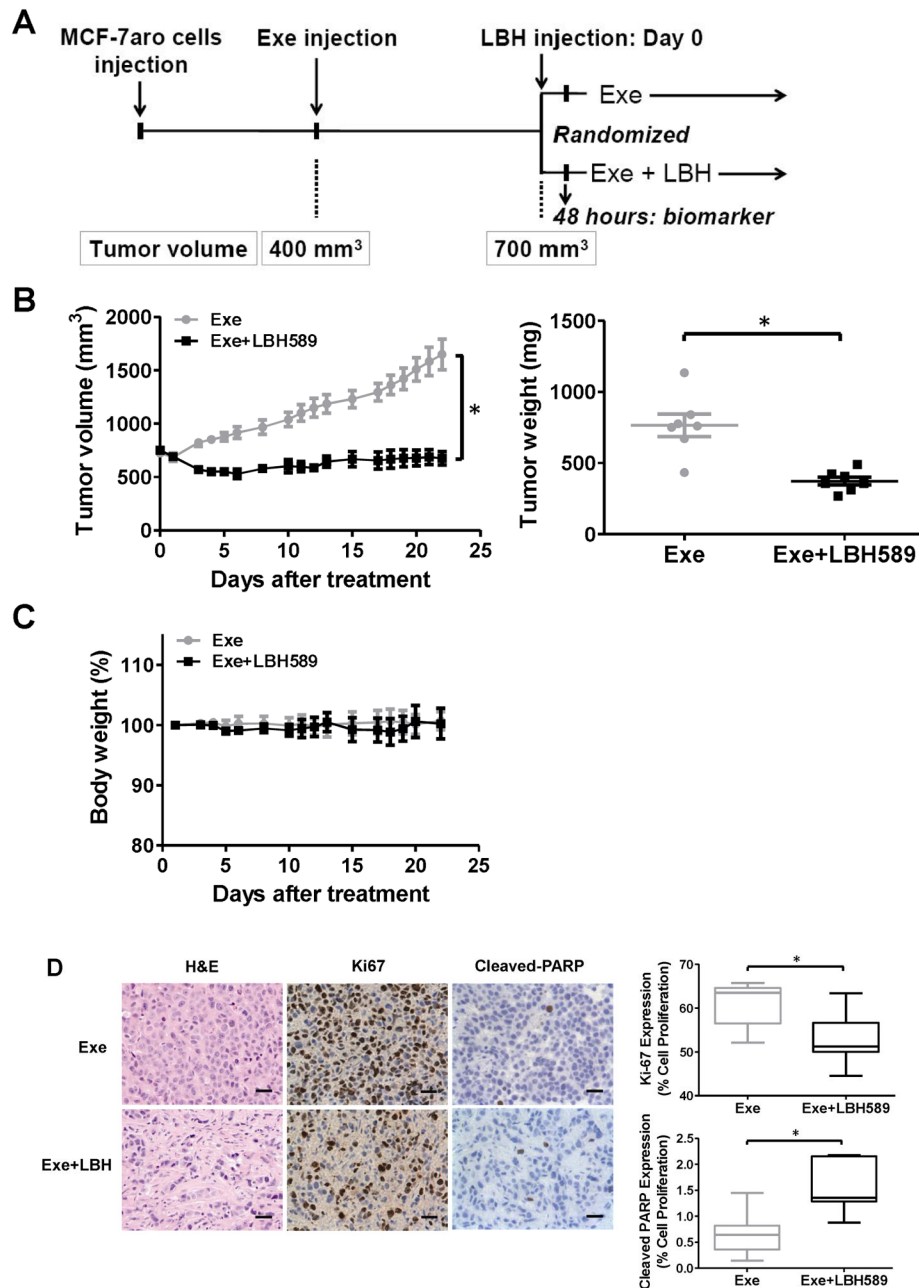 A
MCF-7aro cells
injection
Exe injection
LBH injection: Day 0
Exe
Randomized
Exe + LBH
48 hours: biomarker
Tumor volume
400 mm³
700 mm³
B
Tumor volume (mm³)
2000
1500
1000
500
0
Exe
Exe+LBH589
*
0 5 10 15 20 25
Days after treatment
Tumor weight (mg)
1500
1000
500
0
*
Exe Exe+LBH589
C
Body weight (%)
110
100
90
80
Exe
Exe+LBH589
0 5 10 15 20 25
Days after treatment
D
H&E Ki67 Cleaved-PARP
Exe
Exe+LBH
Ki-67 Expression
(% Cell Proliferation)
70
60
50
40
*
Exe Exe+LBH589
Cleaved PARP Expression
(% Cell Proliferation)
2.5
2.0
1.5
1.0
0.5
0.0
*
Exe Exe+LBH589